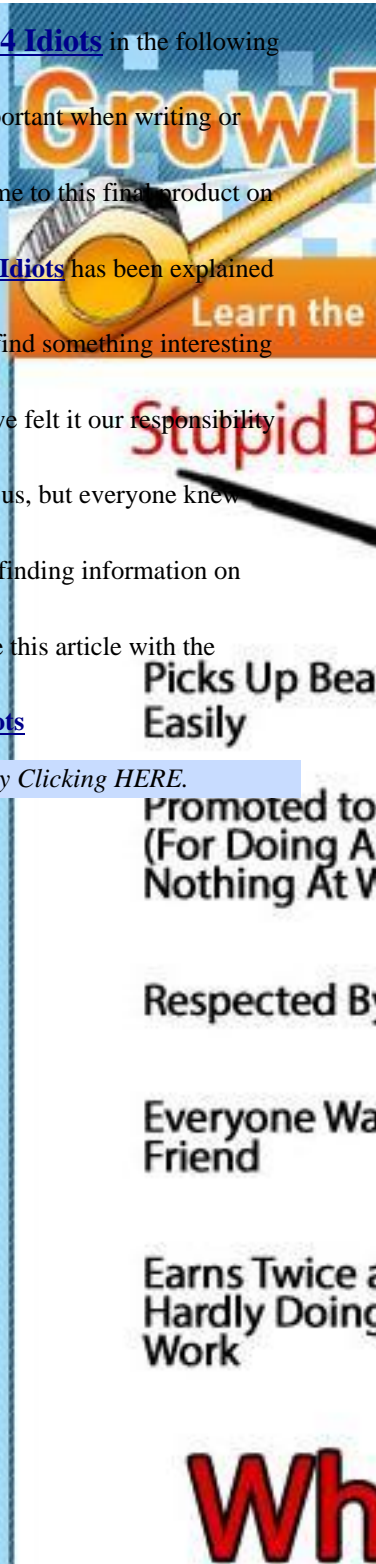 4 Idiots in the following
GrowT
portant when writing or
me to this final product on
Idiots has been explained
Learn the
find something interesting
Stupid B
ve felt it our responsibility
us, but everyone knew
finding information on
e this article with the
Picks Up Bea
Easily
ots
y Clicking HERE.
Promoted to
(For Doing A
Nothing At W
Respected By
Everyone Wa
Friend
Earns Twice a
Hardly Doing
Work
Wh